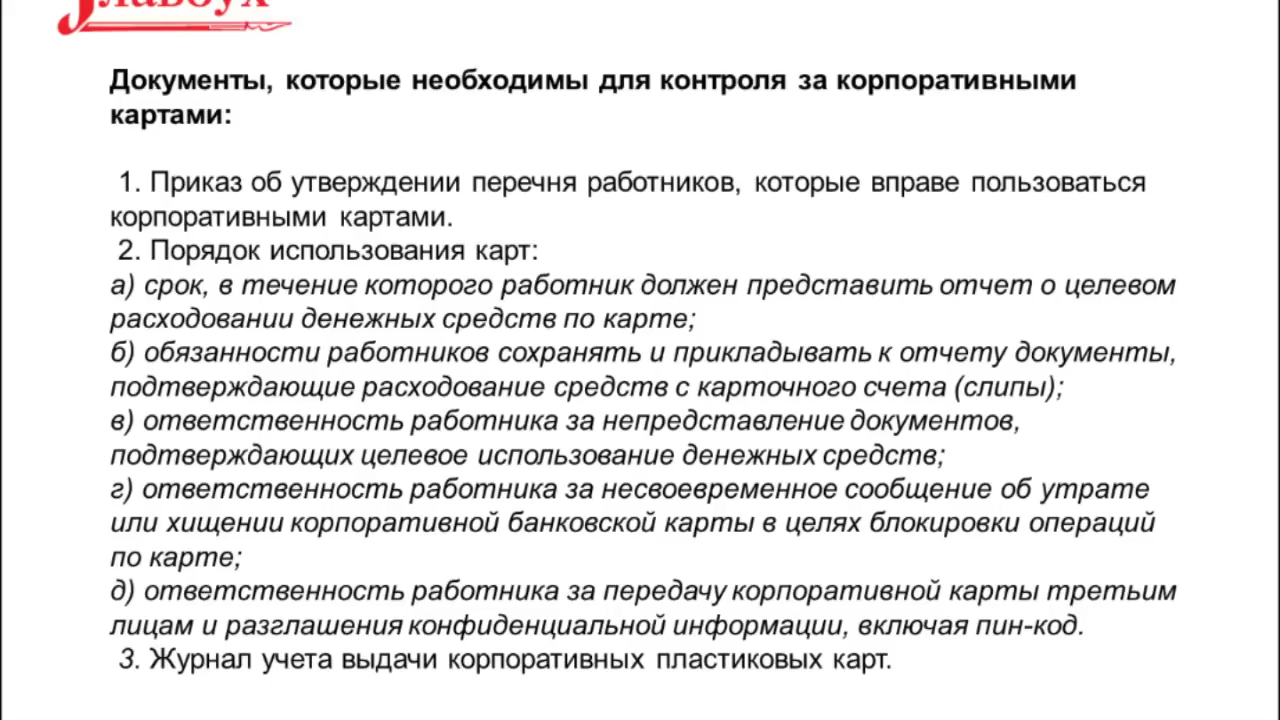 Главбух
Документы, которые необходимы для контроля за корпоративными
картами:
1. Приказ об утверждении перечня работников, которые вправе пользоваться
корпоративными картами.
2. Порядок использования карт:
а) срок, в течение которого работник должен представить отчет о целевом
расходовании денежных средств по карте;
б) обязанности работников сохранять и прикладывать к отчету документы,
подтверждающие расходование средств с карточного счета (слипы);
в) ответственность работника за непредставление документов,
подтверждающих целевое использование денежных средств;
г) ответственность работника за несвоевременное сообщение об утрате
или хищении корпоративной банковской карты в целях блокировки операций
по карте;
д) ответственность работника за передачу корпоративной карты третьим
лицам и разглашения конфиденциальной информации, включая пин-код.
3. Журнал учета выдачи корпоративных пластиковых карт.